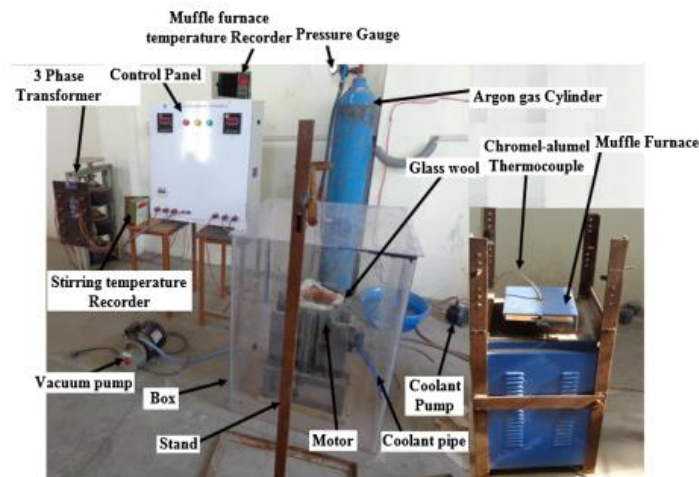 Muffle furnace
temperature Recorder
Pressure Gauge
3 Phase
Transformer
Control Panel
Argon gas Cylinder
Chromel-alumel
Thermocouple
Muffle Furnace
Glass wool
Stirring temperature
Recorder
Vacuum pump
Box
Stand
Motor
Coolant pipe
Coolant
Pump